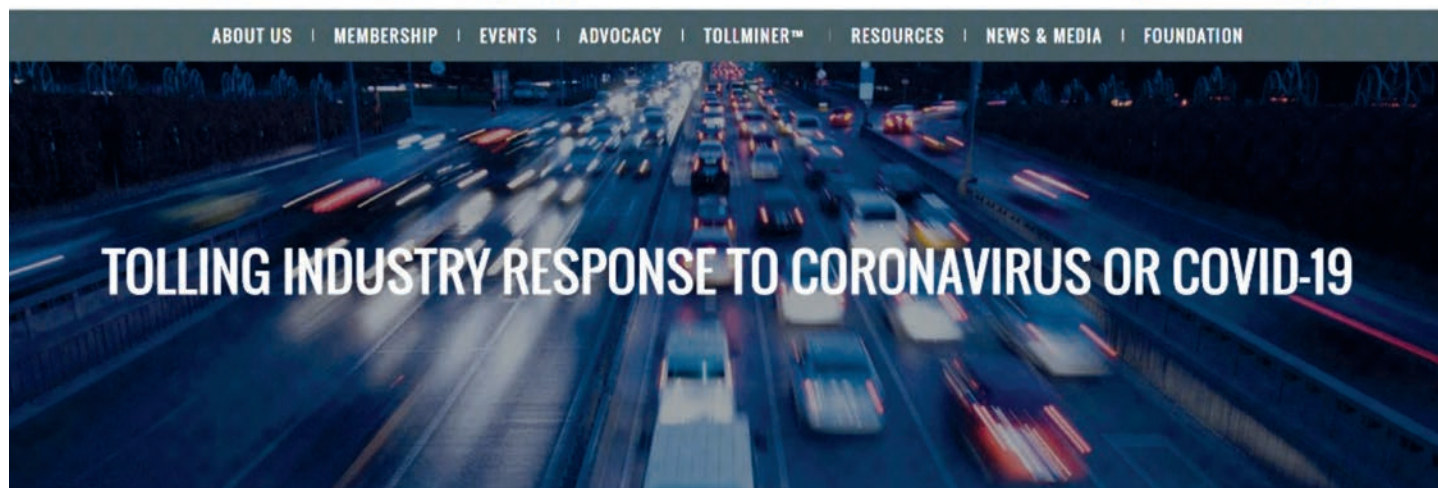 ABOUT US | MEMBERSHIP | EVENTS | ADVOCACY | TOLLMINER™ | RESOURCES | NEWS & MEDIA | FOUNDATION
TOLLING INDUSTRY RESPONSE TO CORONAVIRUS OR COVID-19